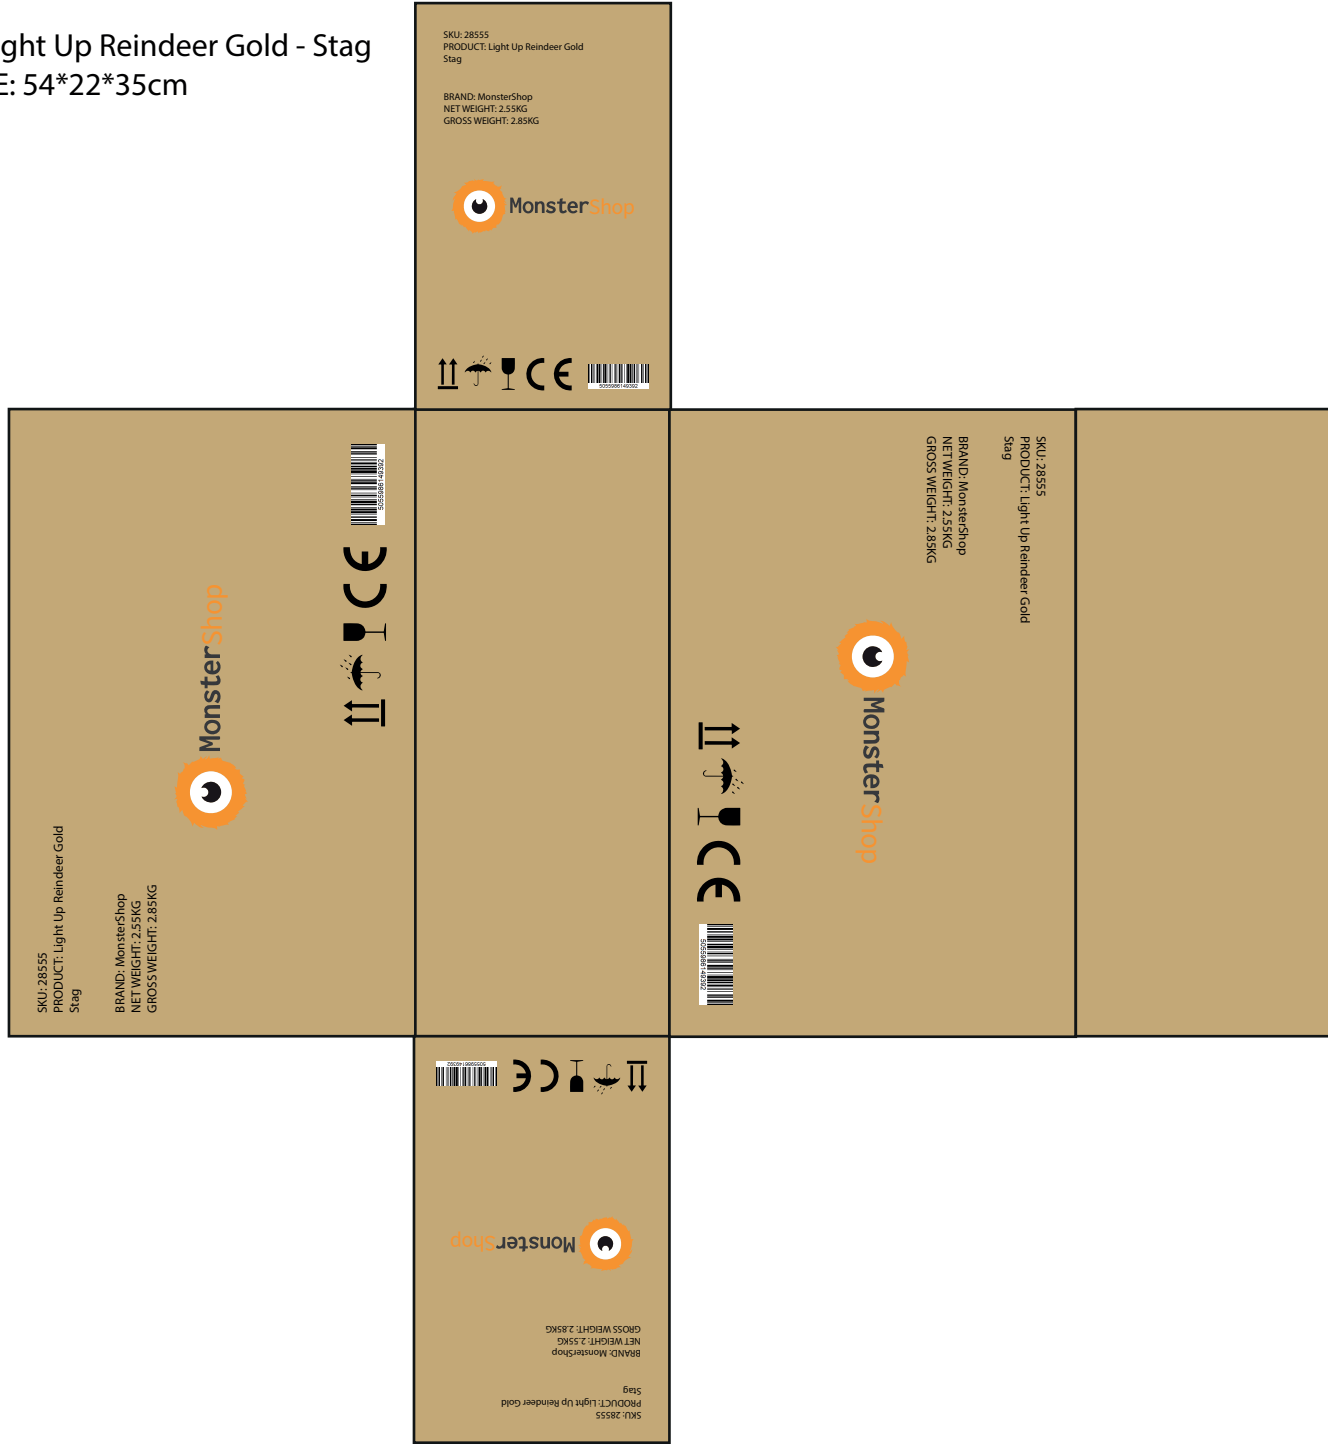 ght Up Reindeer Gold - Stag
E: 54*22*35cm
SKU: 28555
PRODUCT: Light Up Reindeer Gold
Stag
BRAND: MonsterShop
NET WEIGHT: 2.55KG
GROSS WEIGHT: 2.85KG
MonsterShop
CE
5055986149392
SKU: 28555
PRODUCT: Light Up Reindeer Gold
Stag
BRAND: MonsterShop
NET WEIGHT: 2.55KG
GROSS WEIGHT: 2.85KG
MonsterShop
CE
5055986149392
SKU: 28555
PRODUCT: Light Up Reindeer Gold
Stag
BRAND: MonsterShop
NET WEIGHT: 2.55KG
GROSS WEIGHT: 2.85KG
MonsterShop
CE
5055986149392
SKU: 28555
PRODUCT: Light Up Reindeer Gold
Stag
BRAND: MonsterShop
NET WEIGHT: 2.55KG
GROSS WEIGHT: 2.85KG
MonsterShop
CE
5055986149392